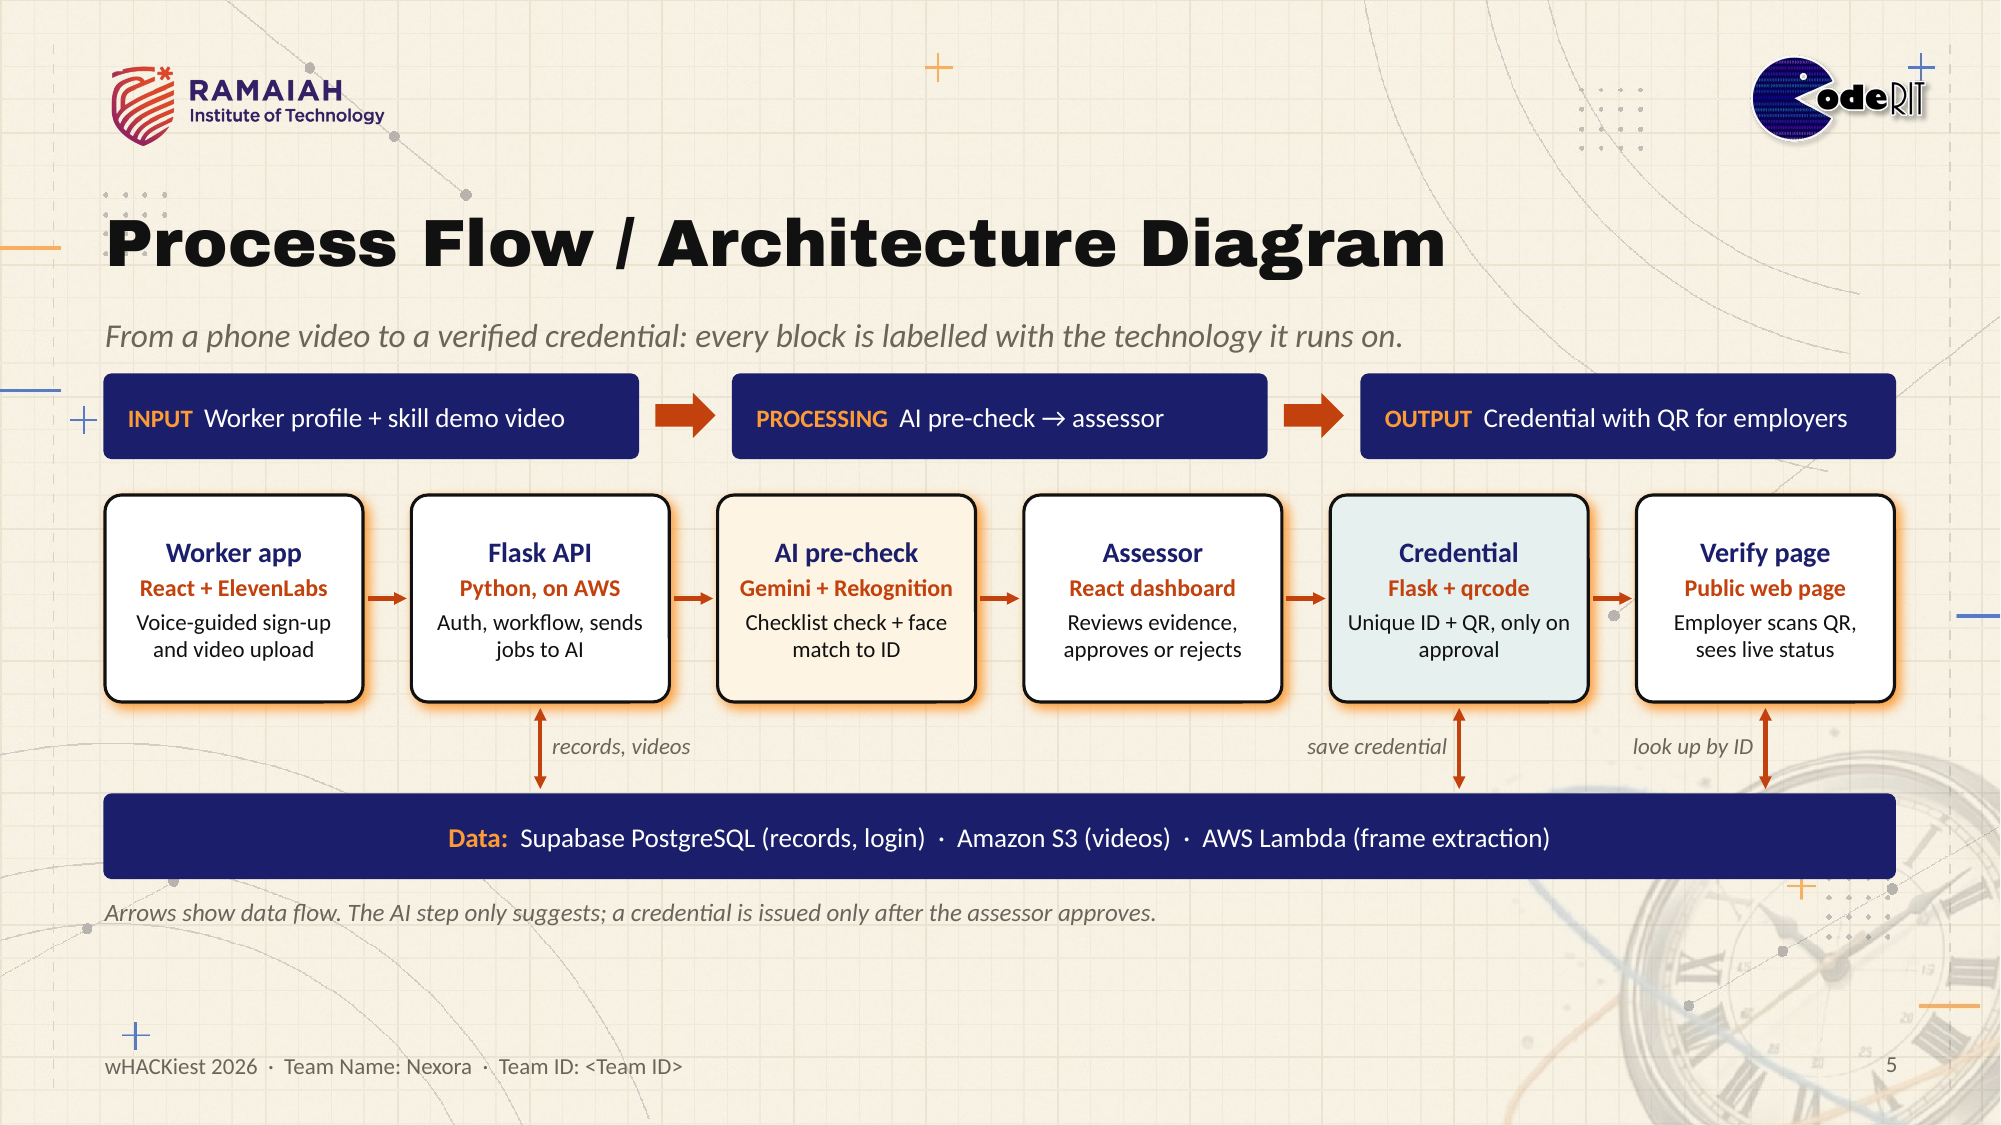 RAMAIAH
Institute of Technology
odeRIT
Process Flow / Architecture Diagram
From a phone video to a verified credential: every block is labelled with the technology it runs on.
INPUT Worker profile + skill demo video
PROCESSING AI pre-check → assessor
OUTPUT Credential with QR for employers
Worker app
React + ElevenLabs
Voice-guided sign-up
and video upload
Flask API
Python, on AWS
Auth, workflow, sends
jobs to AI
AI pre-check
Gemini + Rekognition
Checklist check + face
match to ID
Assessor
React dashboard
Reviews evidence,
approves or rejects
Credential
Flask + qrcode
Unique ID + QR, only on
approval
Verify page
Public web page
Employer scans QR,
sees live status
records, videos
save credential
look up by ID
Data: Supabase PostgreSQL (records, login) · Amazon S3 (videos) · AWS Lambda (frame extraction)
Arrows show data flow. The AI step only suggests; a credential is issued only after the assessor approves.
wHACKiest 2026 · Team Name: Nexora · Team ID: <Team ID>
5